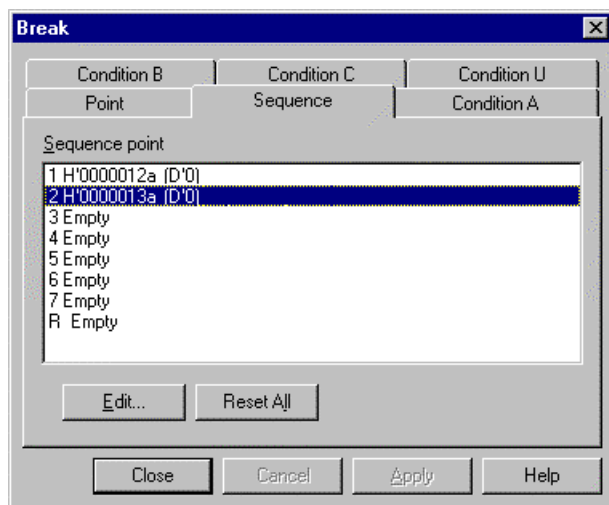 Break
Condition B Condition C Condition U
Point Sequence Condition A
Sequence point
1 H'0000012a (D'0)
2 H'0000013a (D'0)
3 Empty
4 Empty
5 Empty
6 Empty
7 Empty
R Empty
Edit... Reset All
Close Cancel Apply Help